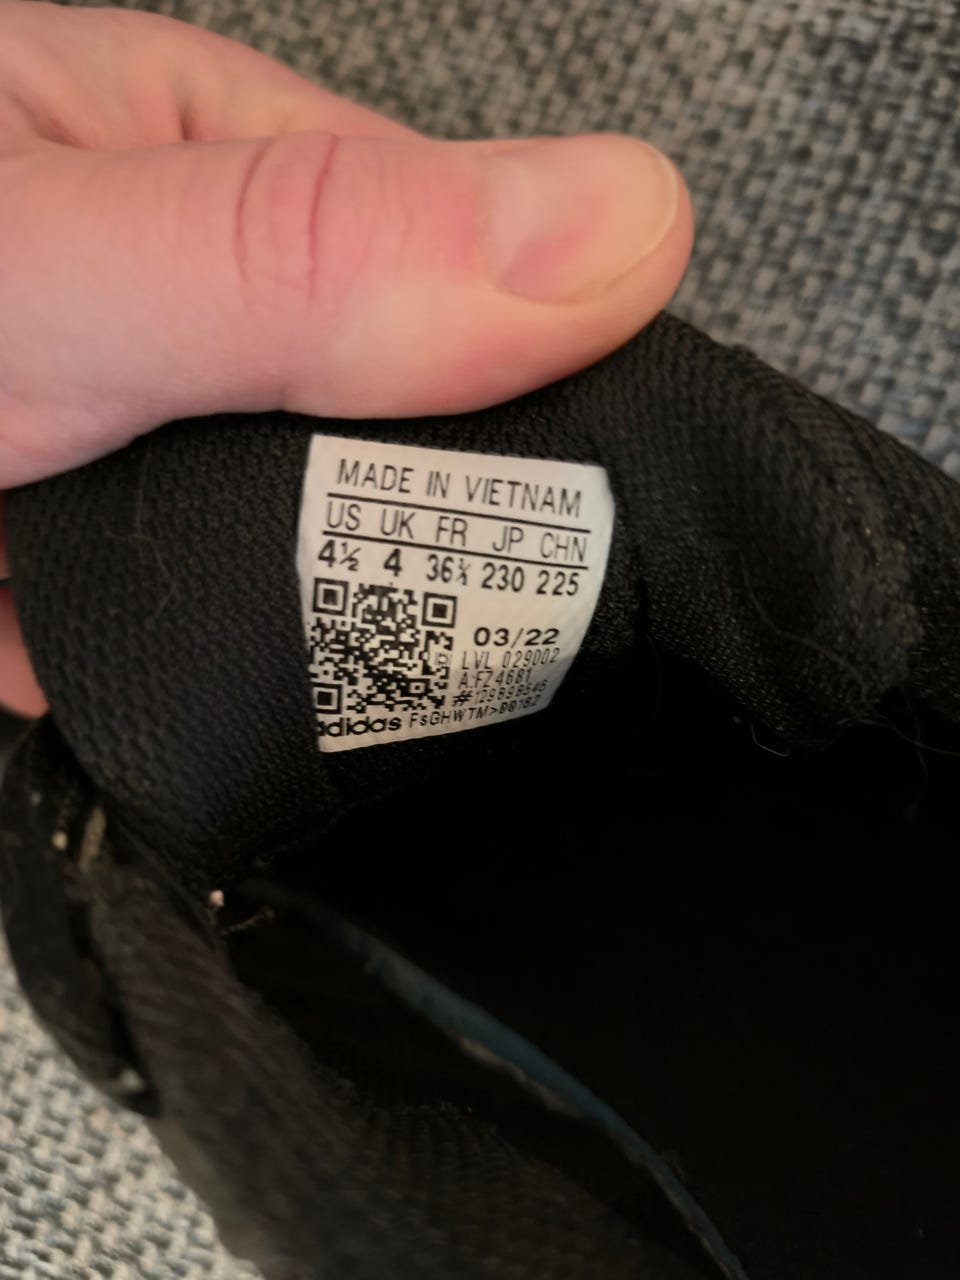 MADE IN VIETNAM
US UK FR JP CHN
4½ 4 36⅔ 230 225
03/22
LVL 029002
A:FZ4681
adidas